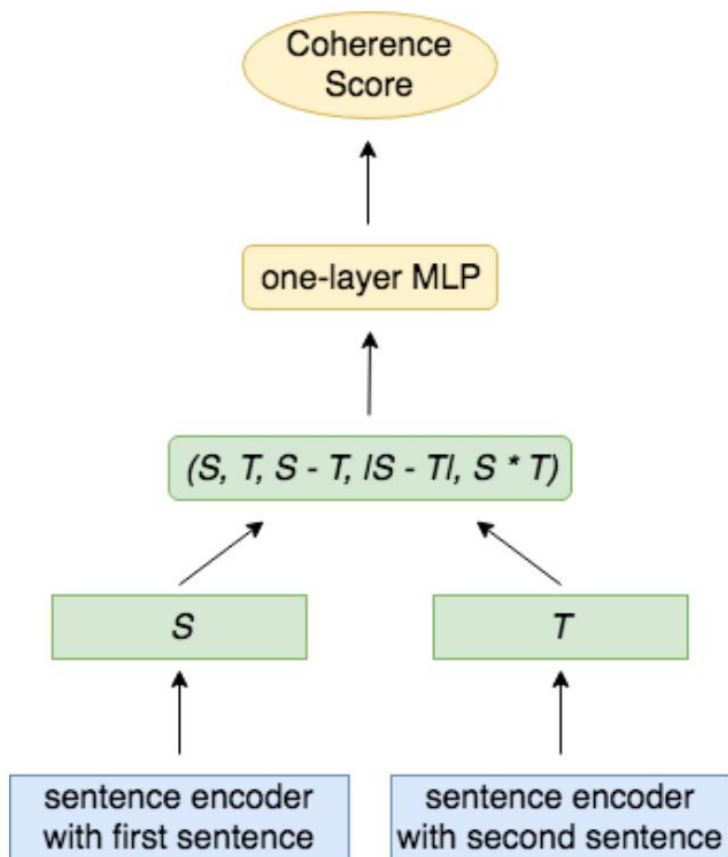 Coherence
Score
one-layer MLP
(S, T, S - T, |S - T|, S * T)
S
T
sentence encoder
with first sentence
sentence encoder
with second sentence